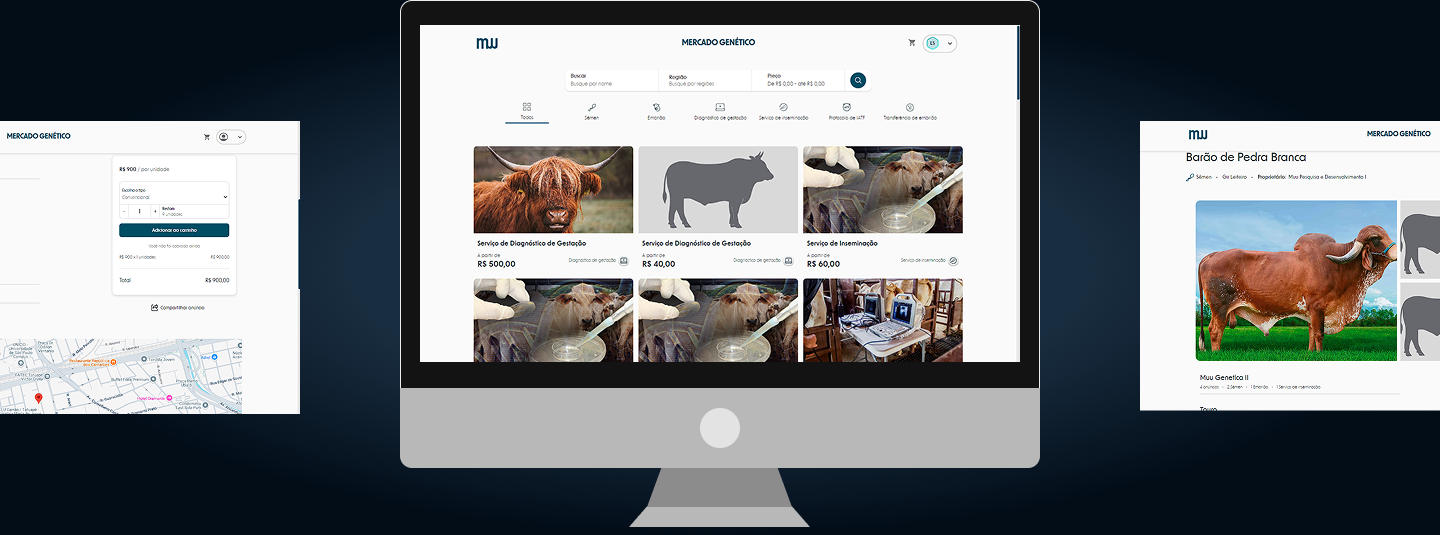 MERCADO GENÉTICO
R$ 900 / por unidade
Escolha o tipo
Convencional
- 1 +
Restam
9 unidades
Adicionar ao carrinho
Você não foi cobrado ainda
R$ 900 x 1 unidades R$ 900,00
Total R$ 900,00
Compartilhar anúncio
muu
MERCADO GENÉTICO
ES
Buscar
Busque por nome
Região
Busque por regiões
Preço
De R$ 0,00 - até R$ 0,00
Todos
Sêmen
Embrião
Diagnóstico de gestação
Serviço de inseminação
Protocolo de IATF
Transferência de embrião
Serviço de Diagnóstico de Gestação
A partir de
R$ 500,00
Diagnóstico de gestação
Serviço de Diagnóstico de Gestação
A partir de
R$ 40,00
Diagnóstico de gestação
Serviço de Inseminação
A partir de
R$ 60,00
Serviço de inseminação
muu
MERCADO GENÉTICO
Barão de Pedra Branca
Sêmen • Gir Leiteiro • Proprietário: Muu Pesquisa e Desenvolvimento I
Muu Genetica II
4 anúncios • 2 Sêmen • 1 Embrião • 1 Serviço de inseminação
Touro